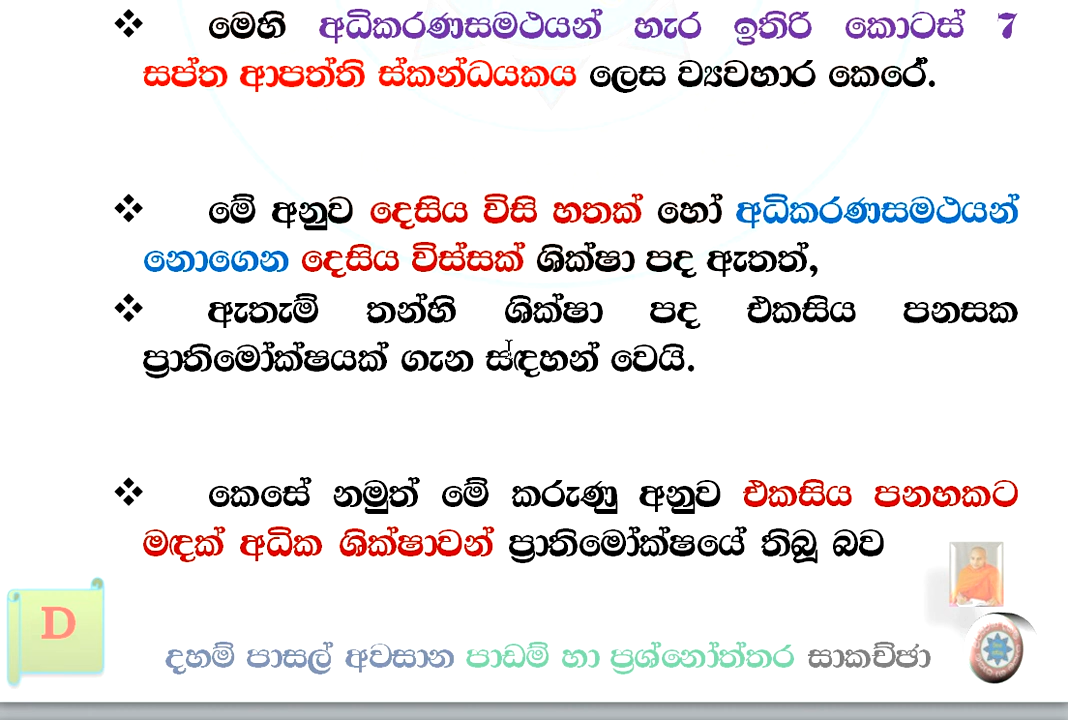 ❖ මෙහි අධිකරණසමථයන් හැර ඉතිරි කොටස් 7
සප්ත ආපත්ති ස්කන්ධයකය ලෙස ව්‍යවහාර කෙරේ.
❖ මේ අනුව දෙසිය විසි හතක් හෝ අධිකරණසමථයන්
නොගෙන දෙසිය විස්සක් ශික්ෂා පද ඇතත්,
❖ ඇතැම් තන්හි ශික්ෂා පද එකසිය පනසක
ප්‍රාතිමෝක්ෂයක් ගැන සඳහන් වෙයි.
❖ කෙසේ නමුත් මේ කරුණු අනුව එකසිය පනහකට
මඳක් අධික ශික්ෂාවන් ප්‍රාතිමෝක්ෂයේ තිබූ බව
D
දහම් පාසල් අවසාන පාඩම් හා ප්‍රශ්නෝත්තර සාකච්ඡා